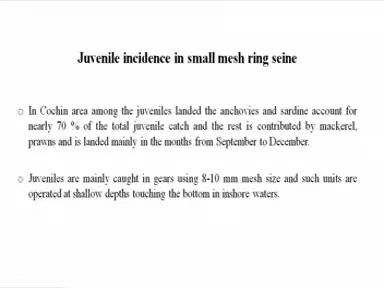 Juvenile incidence in small mesh ring seine
In Cochin area among the juveniles landed the anchovies and sardine account for
nearly 70 % of the total juvenile catch and the rest is contributed by mackerel,
prawns and is landed mainly in the months from September to December.
Juveniles are mainly caught in gears using 8-10 mm mesh size and such units are
operated at shallow depths touching the bottom in inshore waters.